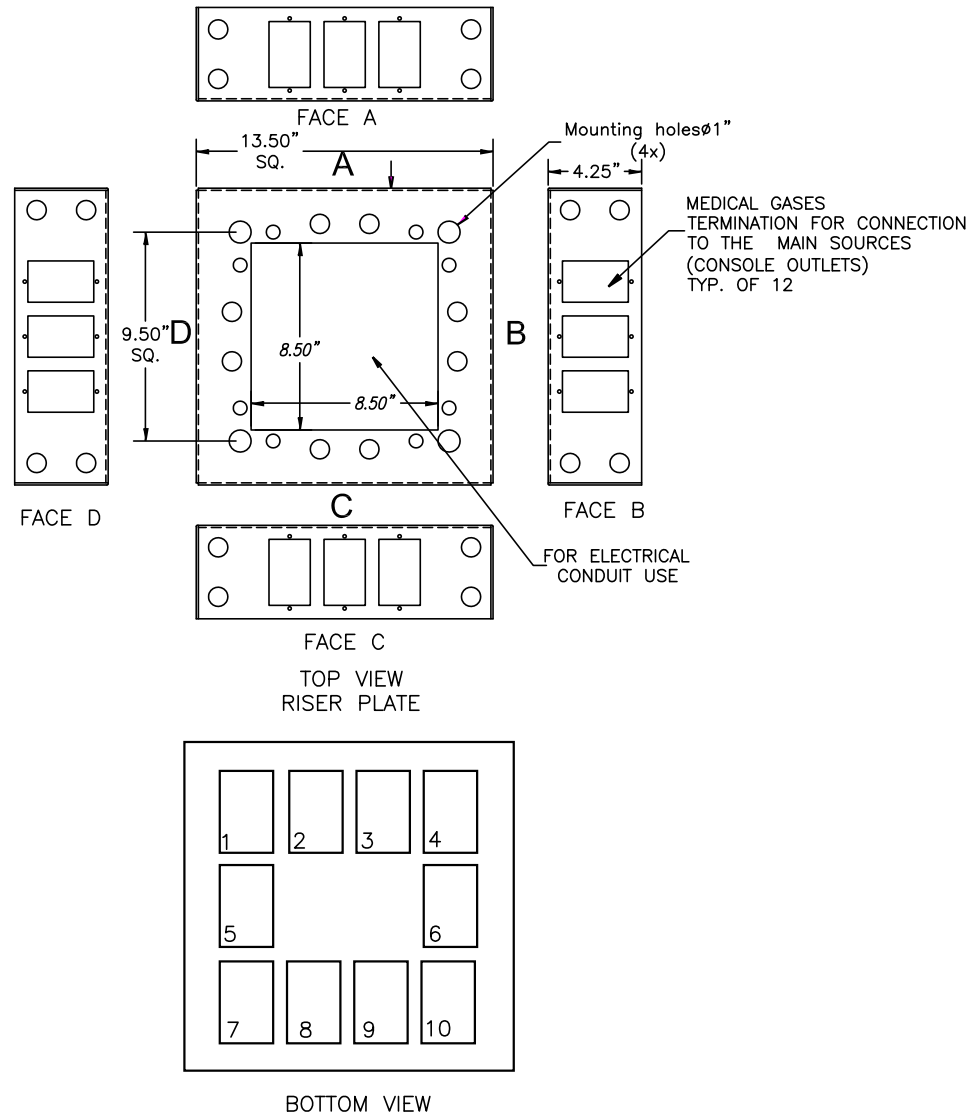 FACE A
13.50"
SQ.
A
Mounting holesø1"
(4x)
4.25"
MEDICAL GASES
TERMINATION FOR CONNECTION
TO THE MAIN SOURCES
(CONSOLE OUTLETS)
TYP. OF 12
9.50"
SQ.
D
8.50"
8.50"
B
C
FACE D
FACE B
FOR ELECTRICAL
CONDUIT USE
FACE C
TOP VIEW
RISER PLATE
1
2
3
4
5
6
7
8
9
10
BOTTOM VIEW